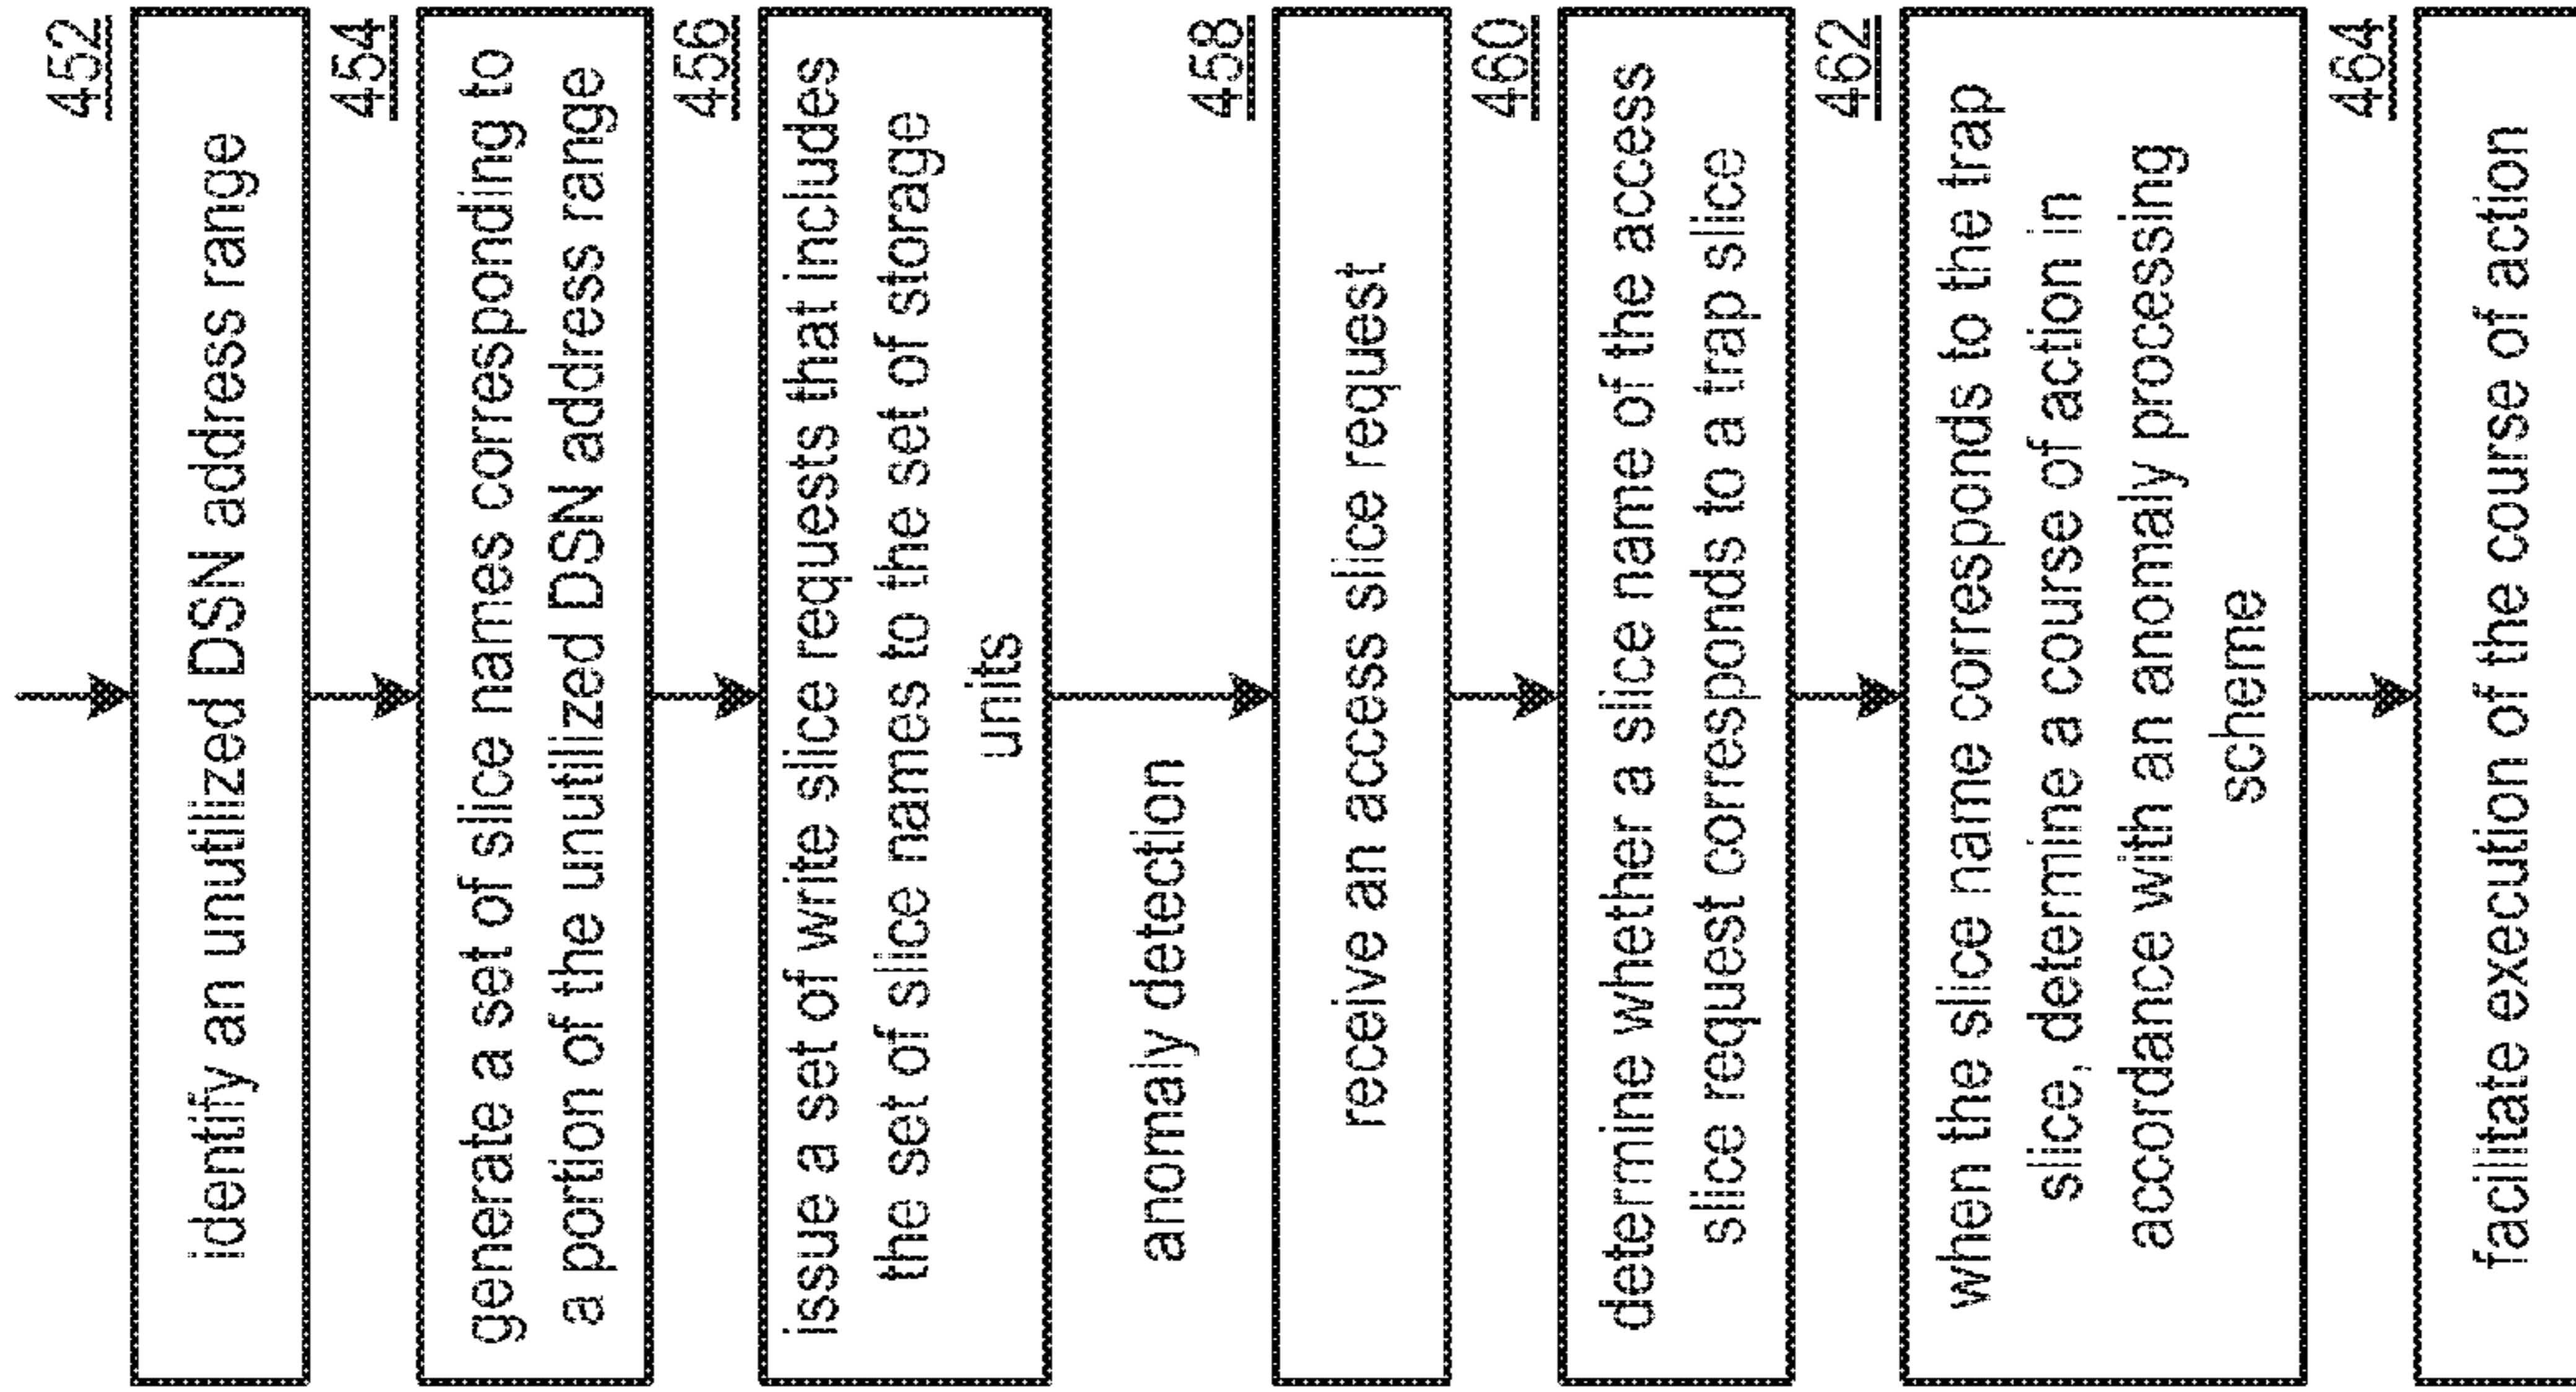 452
identify an unutilized DSN address range
454
generate a set of slice names corresponding to
a portion of the unutilized DSN address range
456
issue a set of write slice requests that includes
the set of slice names to the set of storage
units
anomaly detection
458
receive an access slice request
460
determine whether a slice name of the access
slice request corresponds to a trap slice
462
when the slice name corresponds to the trap
slice, determine a course of action in
accordance with an anomaly processing
scheme
464
facilitate execution of the course of action